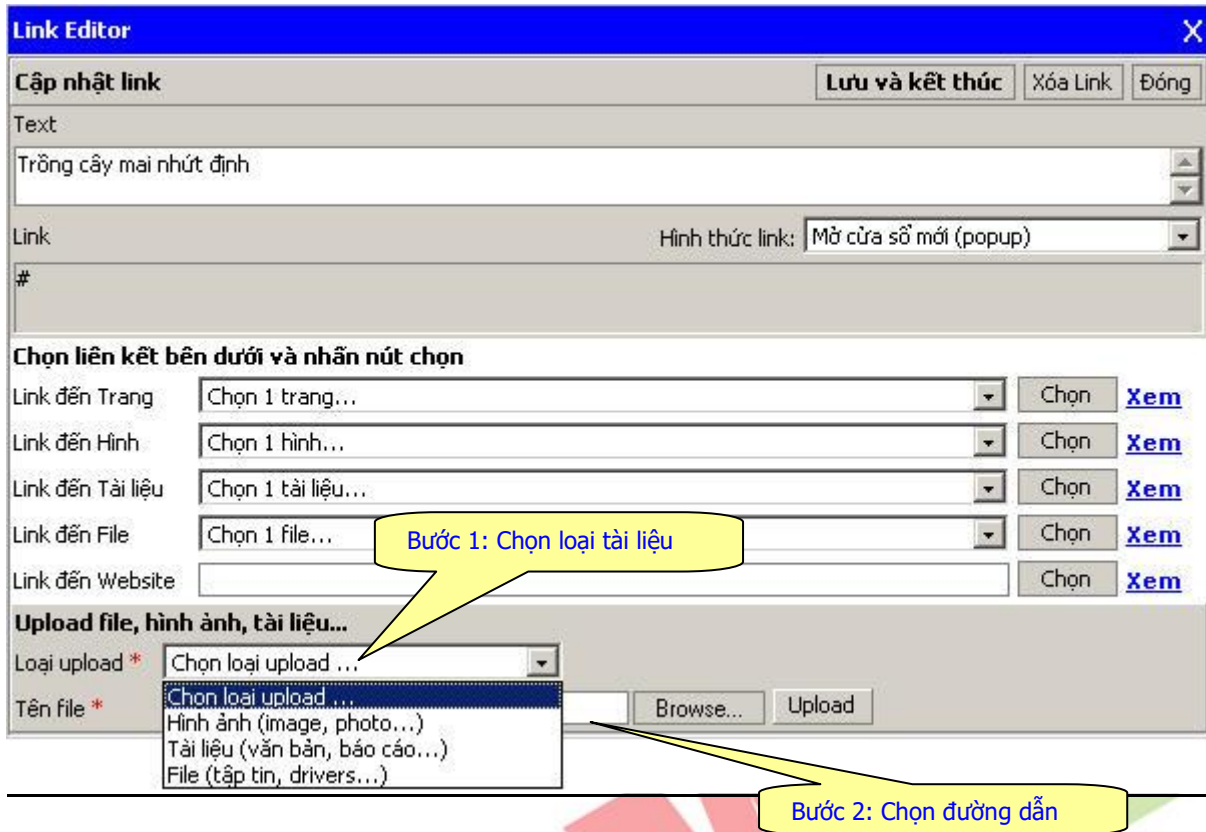 Link Editor X
Cập nhật link Lưu và kết thúc Xóa Link Đóng
Text
Trồng cây mai nhứt định
Link Hình thức link: Mở cửa sổ mới (popup)
#
Chọn liên kết bên dưới và nhấn nút chọn
Link đến Trang Chọn 1 trang... Chọn Xem
Link đến Hình Chọn 1 hình... Chọn Xem
Link đến Tài liệu Chọn 1 tài liệu... Chọn Xem
Link đến File Chọn 1 file... Chọn Xem
Bước 1: Chọn loại tài liệu
Link đến Website Chọn Xem
Upload file, hình ảnh, tài liệu...
Loại upload * Chọn loại upload ...
Tên file * Browse... Upload
Chọn loại upload ...
Hình ảnh (image, photo...)
Tài liệu (văn bản, báo cáo...)
File (tập tin, drivers...)
Bước 2: Chọn đường dẫn